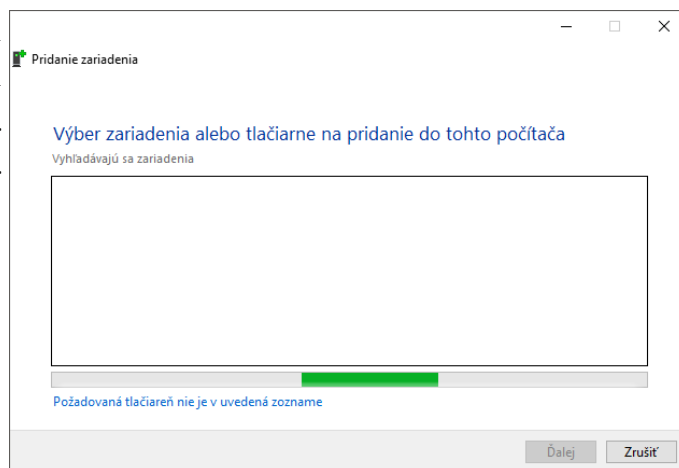 Pridanie zariadenia
Výber zariadenia alebo tlačiarne na pridanie do tohto počítača
Vyhľadávajú sa zariadenia
Požadovaná tlačiareň nie je v uvedená zozname
Ďalej
Zrušiť